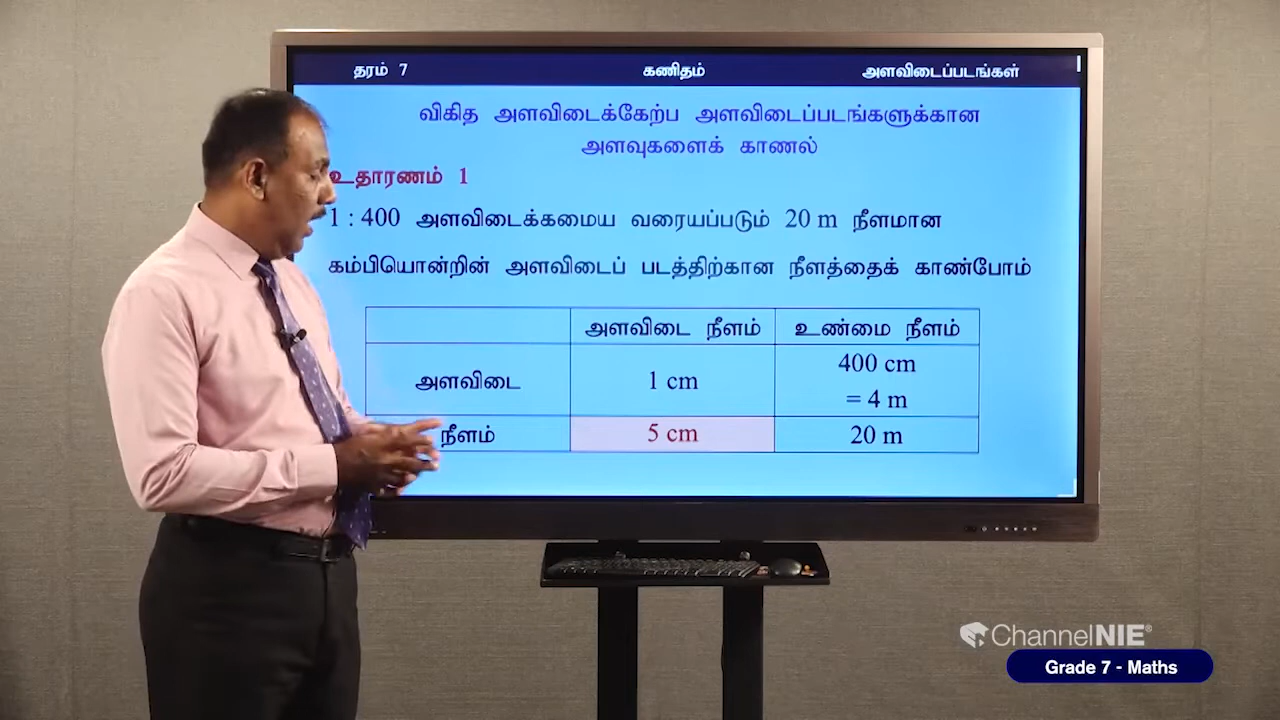 தரம் 7 கணிதம் அளவிடைப்படங்கள்
விகித அளவிடைக்கேற்ப அளவிடைப்படங்களுக்கான
அளவுகளைக் காணல்
உதாரணம் 1
1 : 400 அளவிடைக்கமைய வரையப்படும் 20 m நீளமான
கம்பியொன்றின் அளவிடைப் படத்திற்கான நீளத்தைக் காண்போம்
அளவிடை நீளம் உண்மை நீளம்
அளவிடை 1 cm 400 cm
= 4 m
நீளம் 5 cm 20 m
ChannelNIE®
Grade 7 - Maths